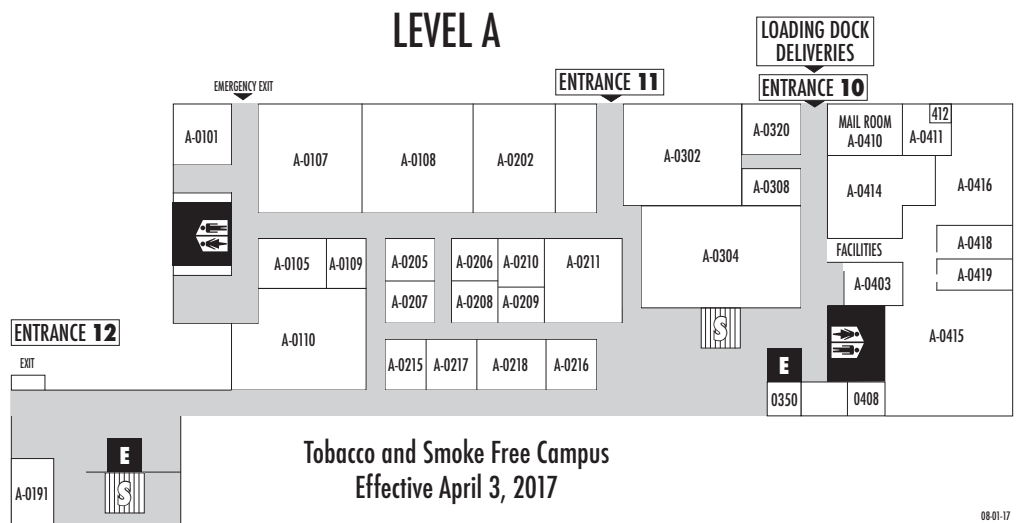 LEVEL A
LOADING DOCK
DELIVERIES
EMERGENCY EXIT
ENTRANCE 11
ENTRANCE 10
A-0101
A-0107
A-0108
A-0202
A-0302
A-0320
MAIL ROOM
A-0410
412
A-0411
A-0308
A-0414
A-0416
A-0105
A-0109
A-0205
A-0206
A-0210
A-0211
A-0304
FACILITIES
A-0418
A-0419
A-0403
A-0207
A-0208
A-0209
ENTRANCE 12
EXIT
A-0110
S
A-0415
A-0215
A-0217
A-0218
A-0216
E
0350
0408
E
S
A-0191
Tobacco and Smoke Free Campus
Effective April 3, 2017
08-01-17